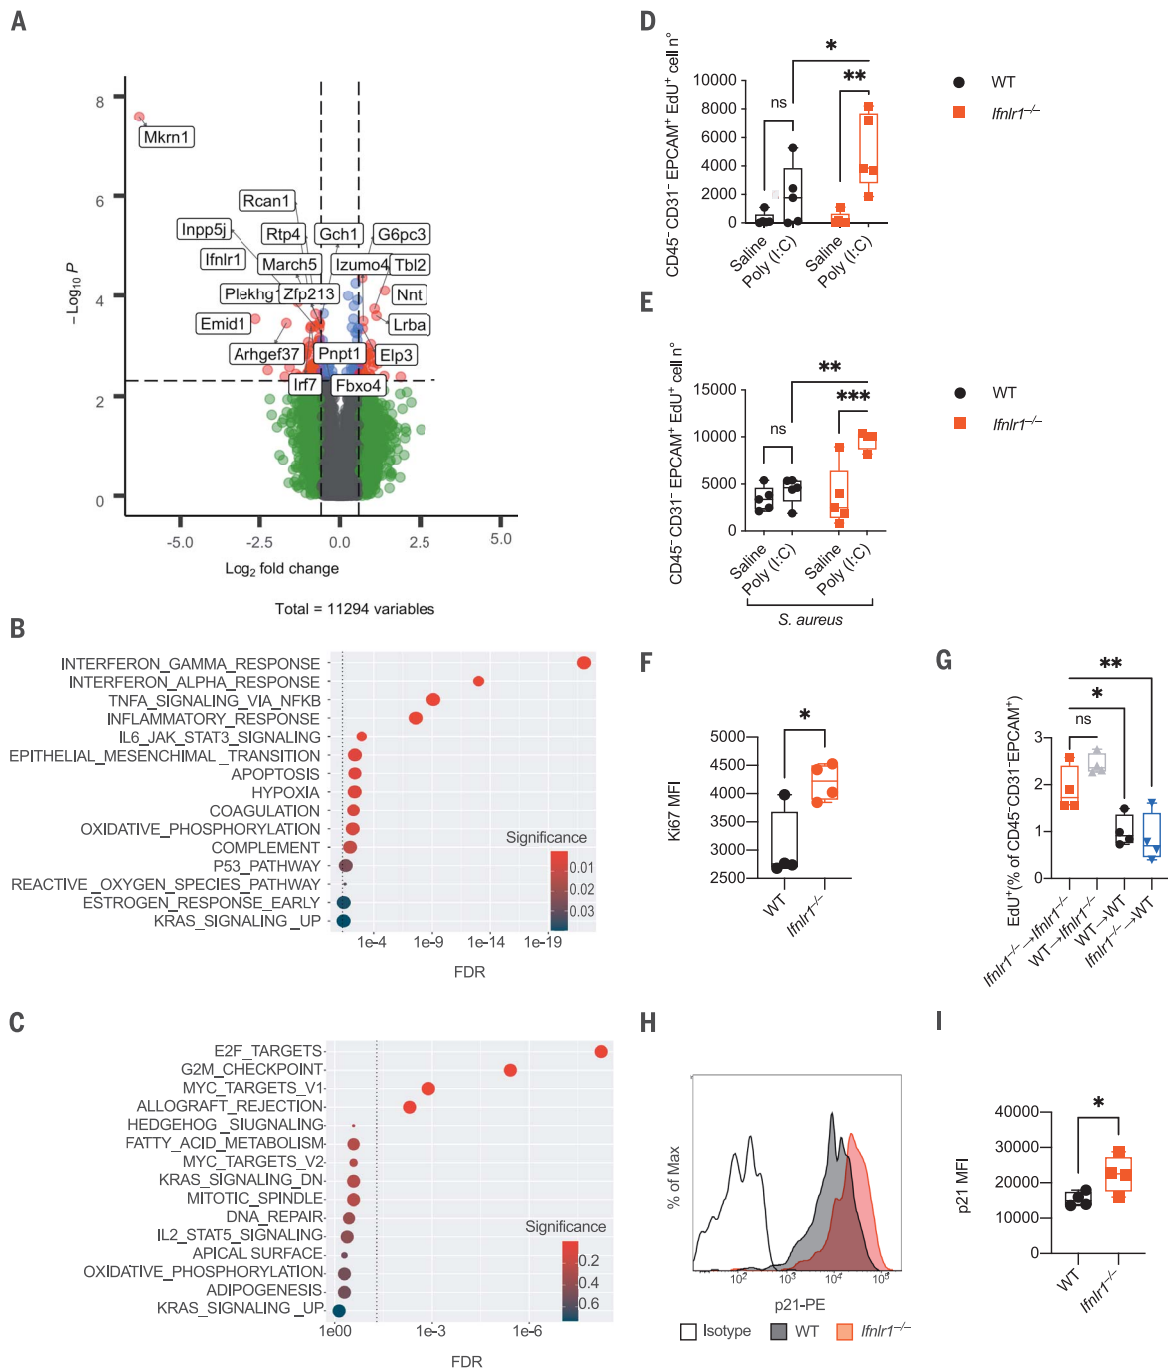 A
8
6
4
2
0
Mkrn1
Rcan1
Inpp5j
Rtp4
Gch1
G6pc3
Ifnlr1
March5
Izumo4
Tbl2
Plekhg1
Zfp213
Nnt
Emid1
Lrba
Arhgef37
Pnpt1
Elp3
Irf7
Fbxo4
−Log10 P
-5.0 -2.5 0.0 2.5 5.0
Log2 fold change
Total = 11294 variables
B
INTERFERON_GAMMA_RESPONSE
INTERFERON_ALPHA_RESPONSE
TNFA_SIGNALING_VIA_NFKB
INFLAMMATORY_RESPONSE
IL6_JAK_STAT3_SIGNALING
EPITHELIAL_MESENCHIMAL_TRANSITION
APOPTOSIS
HYPOXIA
COAGULATION
OXIDATIVE_PHOSPHORYLATION
COMPLEMENT
P53_PATHWAY
REACTIVE_OXYGEN_SPECIES_PATHWAY
ESTROGEN_RESPONSE_EARLY
KRAS_SIGNALING_UP
Significance
0.01
0.02
0.03
1e-4 1e-9 1e-14 1e-19
FDR
C
E2F_TARGETS
G2M_CHECKPOINT
MYC_TARGETS_V1
ALLOGRAFT_REJECTION
HEDGEHOG_SIUGNALING
FATTY_ACID_METABOLISM
MYC_TARGETS_V2
KRAS_SIGNALING_DN
MITOTIC_SPINDLE
DNA_REPAIR
IL2_STAT5_SIGNALING
APICAL SURFACE
OXIDATIVE_PHOSPHORYLATION
ADIPOGENESIS
KRAS_SIGNALING_UP
Significance
0.2
0.4
0.6
1e00 1e-3 1e-6
FDR
D
CD45− CD31− EPCAM+ EdU+ cell n°
10000
8000
6000
4000
2000
0
ns
*
**
Saline
Poly (I:C)
Saline
Poly (I:C)
WT
Ifnlr1−/−
E
CD45− CD31− EPCAM+ EdU+ cell n°
15000
10000
5000
0
ns
**
***
Saline
Poly (I:C)
Saline
Poly (I:C)
S. aureus
WT
Ifnlr1−/−
F
Ki67 MFI
5000
4500
4000
3500
3000
2500
*
WT
Ifnlr1−/−
G
EdU+(% of CD45−CD31−EPCAM+)
3
2
1
0
**
*
ns
Ifnlr1−/−→Ifnlr1−/−
WT→Ifnlr1−/−
WT→WT
Ifnlr1−/−→WT
H
% of Max
10² 10³ 10⁴ 10⁵
p21-PE
Isotype WT Ifnlr1−/−
I
p21 MFI
40000
30000
20000
10000
0
*
WT
Ifnlr1−/−